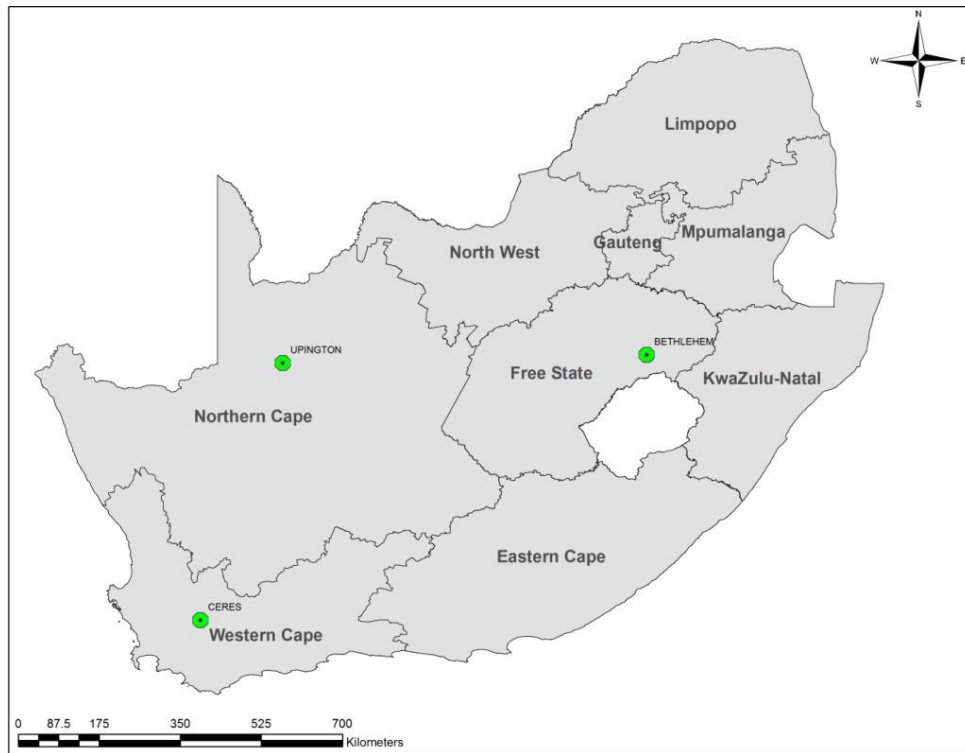 N
W E
S
Limpopo
Mpumalanga
Gauteng
North West
BETHLEHEM
UPINGTON
Free State
KwaZulu-Natal
Northern Cape
Eastern Cape
CERES
Western Cape
0 87.5 175 350 525 700
Kilometers